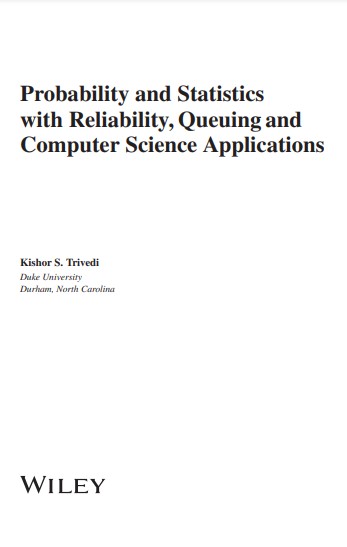 Probability and Statistics
with Reliability, Queuing and
Computer Science Applications
Kishor S. Trivedi
Duke University
Durham, North Carolina
WILEY